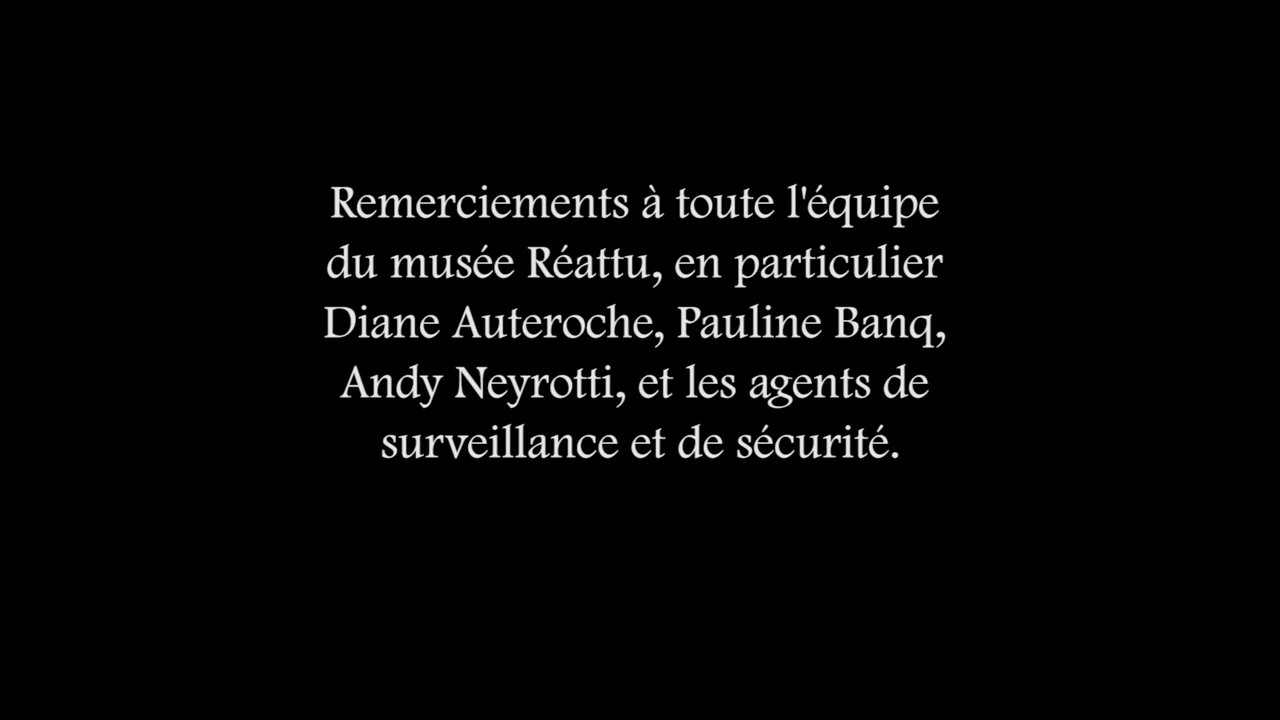 Remerciements à toute l'équipe
du musée Réattu, en particulier
Diane Auteroche, Pauline Banq,
Andy Neyrotti, et les agents de
surveillance et de sécurité.